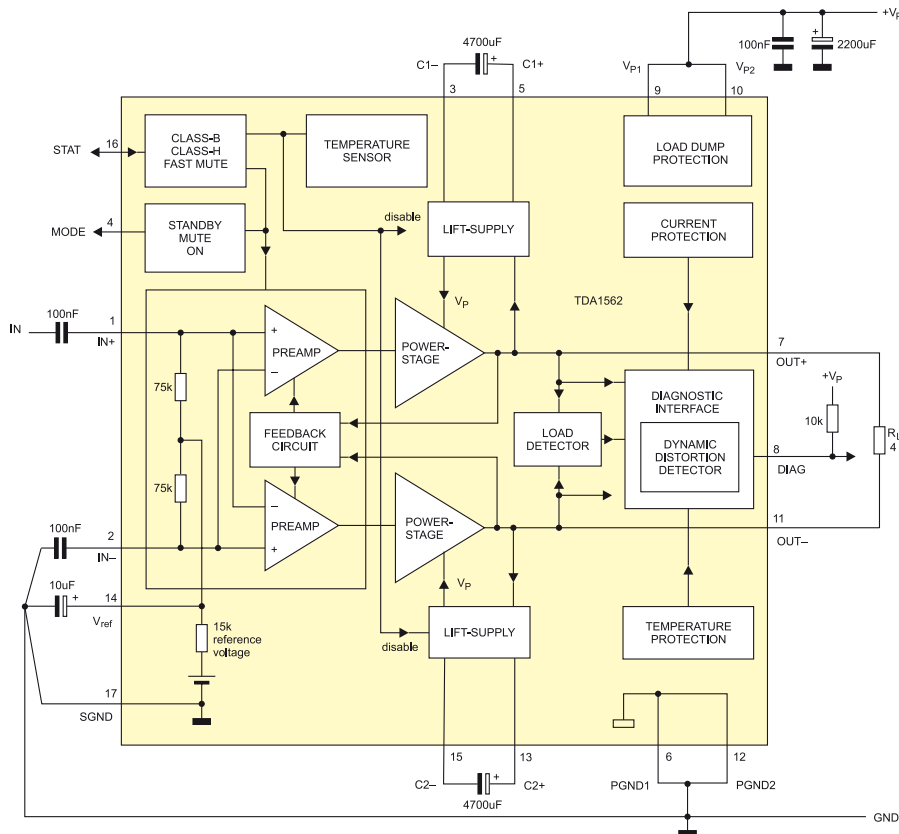 +VP
4700uF
+
100nF
+
2200uF
C1–
C1+
VP1
VP2
3
5
9
10
STAT
16
CLASS-B
CLASS-H
FAST MUTE
TEMPERATURE
SENSOR
LOAD DUMP
PROTECTION
MODE
4
STANDBY
MUTE
ON
disable
LIFT-SUPPLY
CURRENT
PROTECTION
VP
TDA1562
IN
100nF
1
IN+
+
–
PREAMP
POWER-
STAGE
7
OUT+
75k
+VP
10k
DIAGNOSTIC
INTERFACE
FEEDBACK
CIRCUIT
LOAD
DETECTOR
DYNAMIC
DISTORTION
DETECTOR
RL
4
8
DIAG
75k
100nF
2
IN–
–
+
PREAMP
POWER-
STAGE
11
OUT–
10uF
+
14
Vref
VP
15k
reference
voltage
disable
LIFT-SUPPLY
TEMPERATURE
PROTECTION
17
SGND
15
13
6
12
C2–
+
C2+
4700uF
PGND1
PGND2
GND